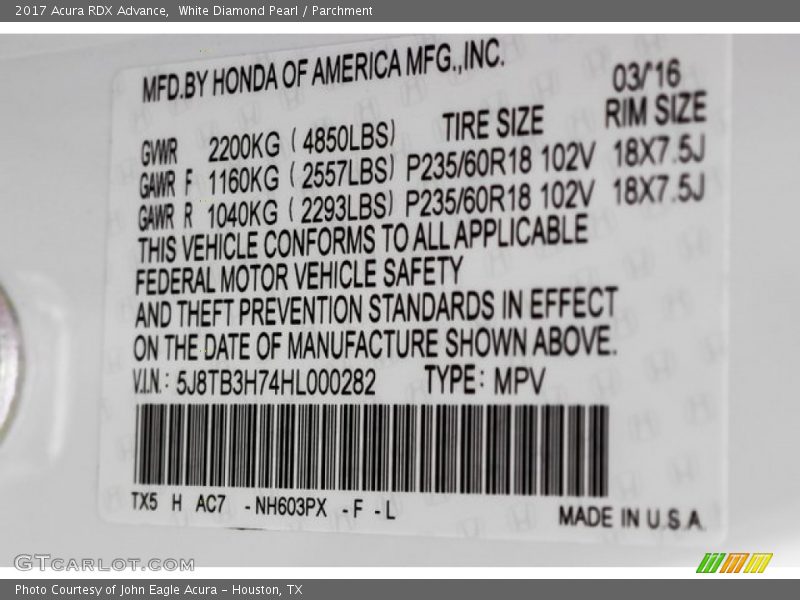 2017 Acura RDX Advance,  White Diamond Pearl / Parchment
MFD.BY HONDA OF AMERICA MFG.,INC.
03/'16
TIRE SIZE RIM SIZE
GVWR 2200KG ( 4850LBS)
GAWR F 1160KG ( 2557LBS) P235/60R18 102V 18X7.5J
GAWR R 1040KG ( 2293LBS) P235/60R18 102V 18X7.5J
THIS VEHICLE CONFORMS TO ALL APPLICABLE
FEDERAL MOTOR VEHICLE SAFETY
AND THEFT PREVENTION STANDARDS IN EFFECT
ON THE DATE OF MANUFACTURE SHOWN ABOVE.
V.I.N.: 5J8TB3H74HL000282 TYPE: MPV
TX5 H AC7 -NH603PX -F -L
MADE IN U.S.A.
GTCARLOT.COM
Photo Courtesy of John Eagle Acura - Houston, TX